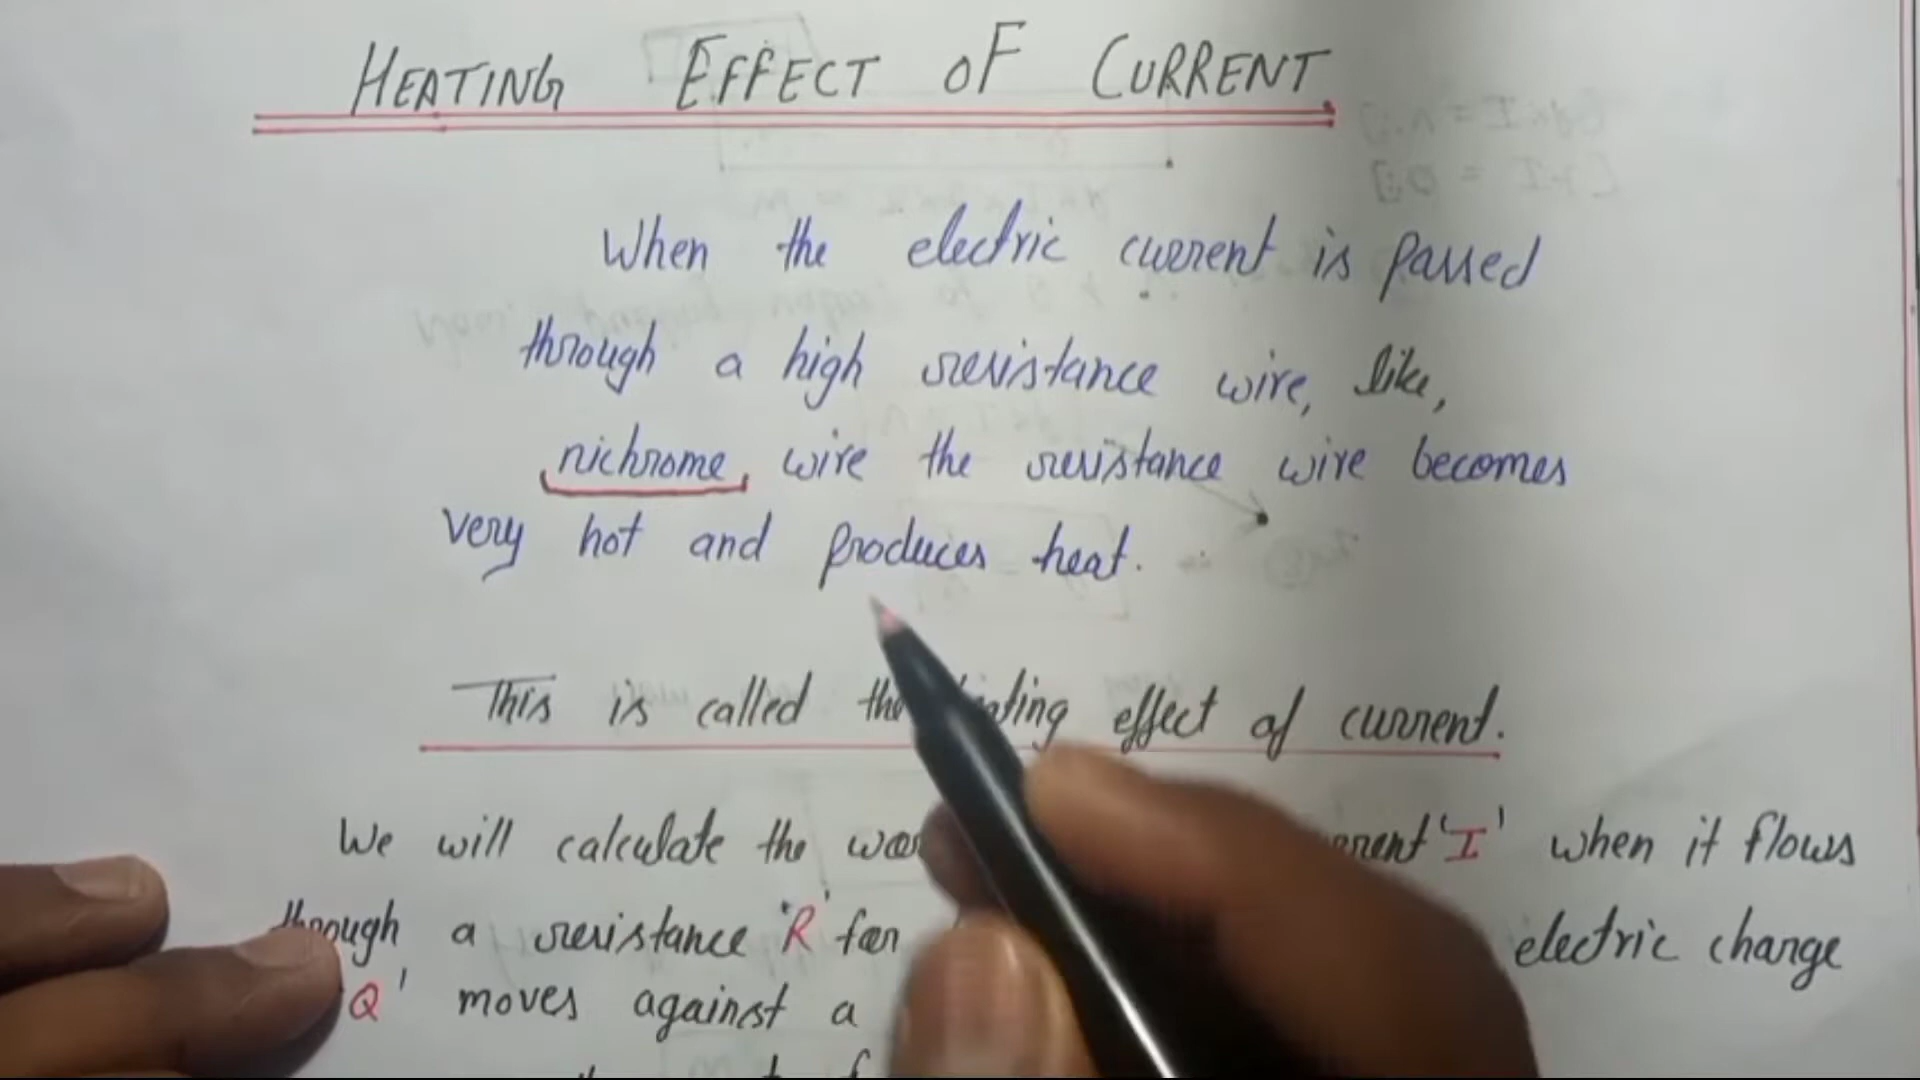 HEATING EFFECT OF CURRENT
When the electric current is passed
through a high resistance wire, like,
nichrome wire the resistance wire becomes
very hot and produces heat.
This is called the heating effect of current.
We will calculate the 'I' when it flows
through a resistance 'R' for electric charge
Q' moves against a